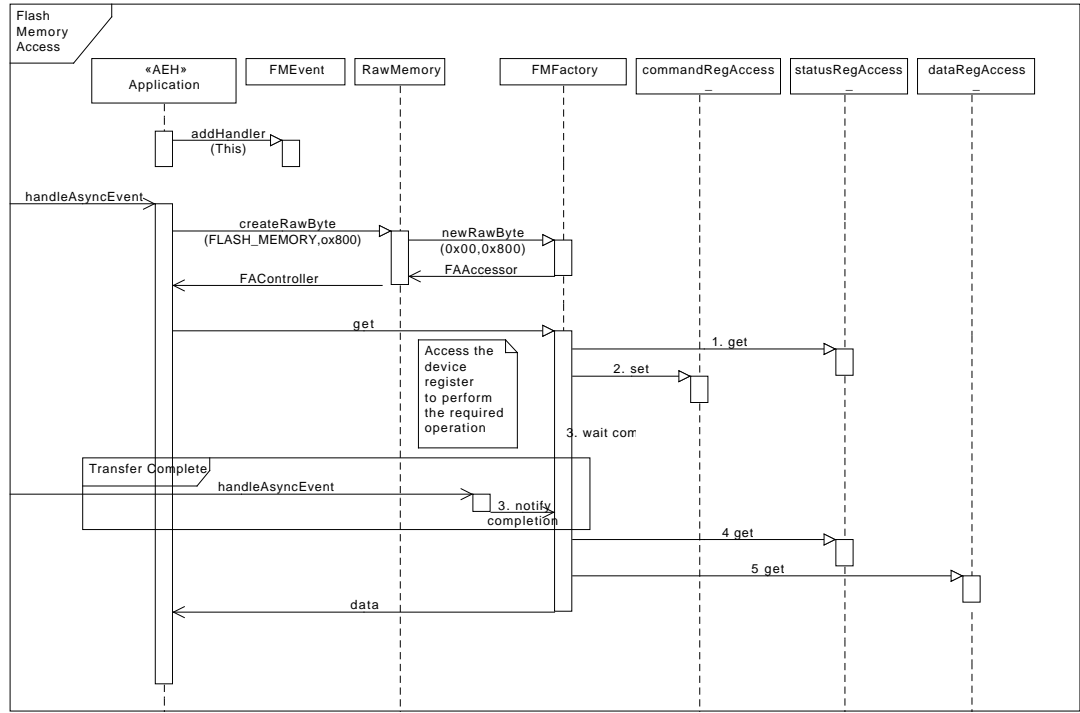 Flash
Memory
Access
«AEH»
Application
FMEvent
RawMemory
FMFactory
commandRegAccess
_
statusRegAccess
_
dataRegAccess
_
addHandler
(This)
handleAsyncEvent
createRawByte
(FLASH_MEMORY,ox800)
newRawByte
(0x00,0x800)
FAAccessor
FAController
get
Access the
device
register
to perform
the required
operation
1. get
2. set
3. wait com
Transfer Complete
handleAsyncEvent
3. notify
completion
4 get
5 get
data